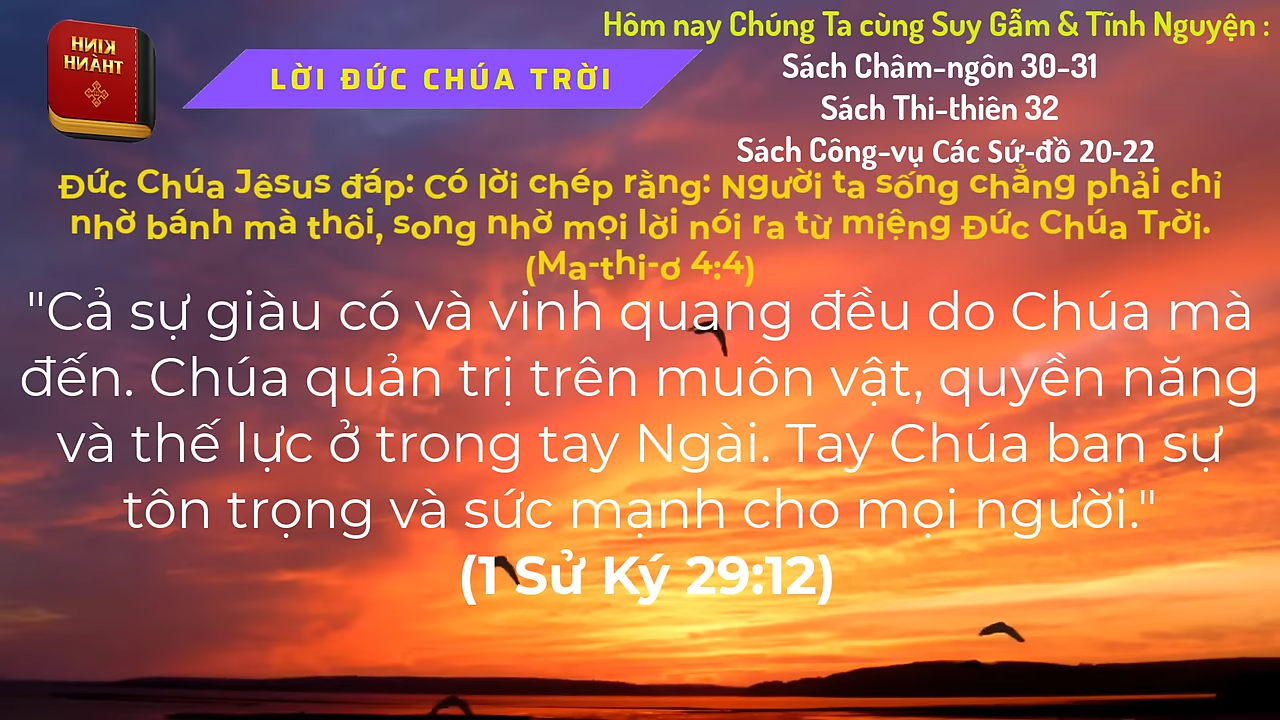 KINH
THÁNH
LỜI ĐỨC CHÚA TRỜI
Hôm nay Chúng Ta cùng Suy Gẫm & Tĩnh Nguyện :
Sách Châm-ngôn 30-31
Sách Thi-thiên 32
Sách Công-vụ Các Sứ-đồ 20-22
Đức Chúa Jêsus đáp: Có lời chép rằng: Người ta sống chẳng phải chỉ
nhờ bánh mà thôi, song nhờ mọi lời nói ra từ miệng Đức Chúa Trời.
(Ma-thi-ơ 4:4)
"Cả sự giàu có và vinh quang đều do Chúa mà
đến. Chúa quản trị trên muôn vật, quyền năng
và thế lực ở trong tay Ngài. Tay Chúa ban sự
tôn trọng và sức mạnh cho mọi người."
(1 Sử Ký 29:12)